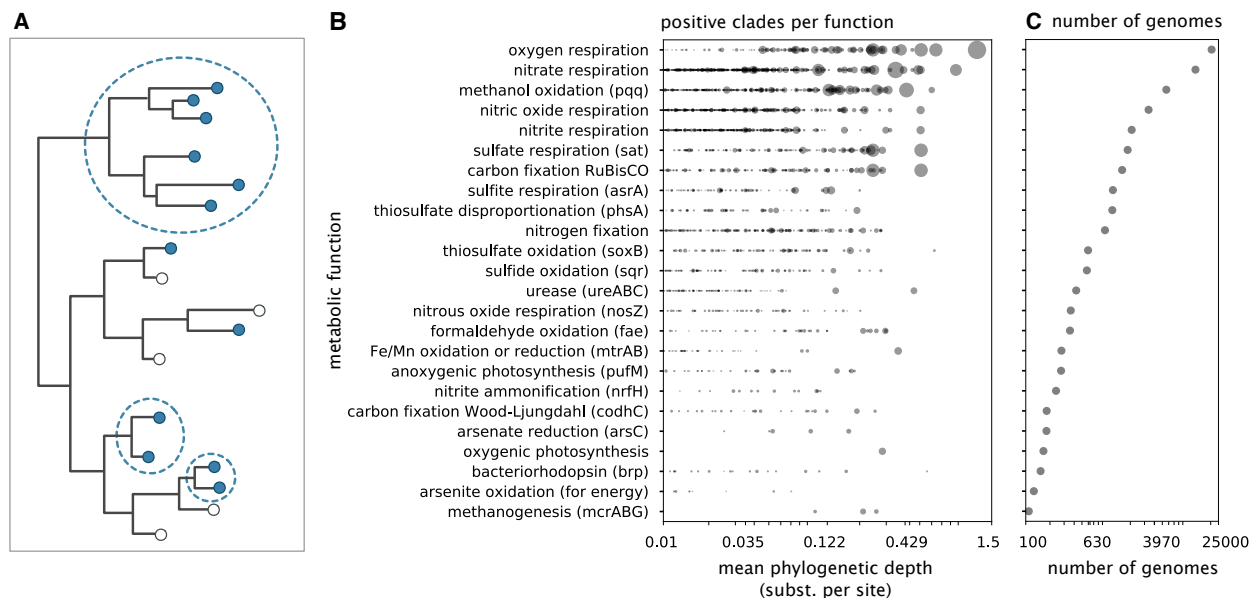 A
B
positive clades per function
C
number of genomes
metabolic function
oxygen respiration
nitrate respiration
methanol oxidation (pqq)
nitric oxide respiration
nitrite respiration
sulfate respiration (sat)
carbon fixation RuBisCO
sulfite respiration (asrA)
thiosulfate disproportionation (phsA)
nitrogen fixation
thiosulfate oxidation (soxB)
sulfide oxidation (sqr)
urease (ureABC)
nitrous oxide respiration (nosZ)
formaldehyde oxidation (fae)
Fe/Mn oxidation or reduction (mtrAB)
anoxygenic photosynthesis (pufM)
nitrite ammonification (nrfH)
carbon fixation Wood-Ljungdahl (codhC)
arsenate reduction (arsC)
oxygenic photosynthesis
bacteriorhodopsin (brp)
arsenite oxidation (for energy)
methanogenesis (mcrABG)
0.01 0.035 0.122 0.429 1.5
mean phylogenetic depth
(subst. per site)
100 630 3970 25000
number of genomes